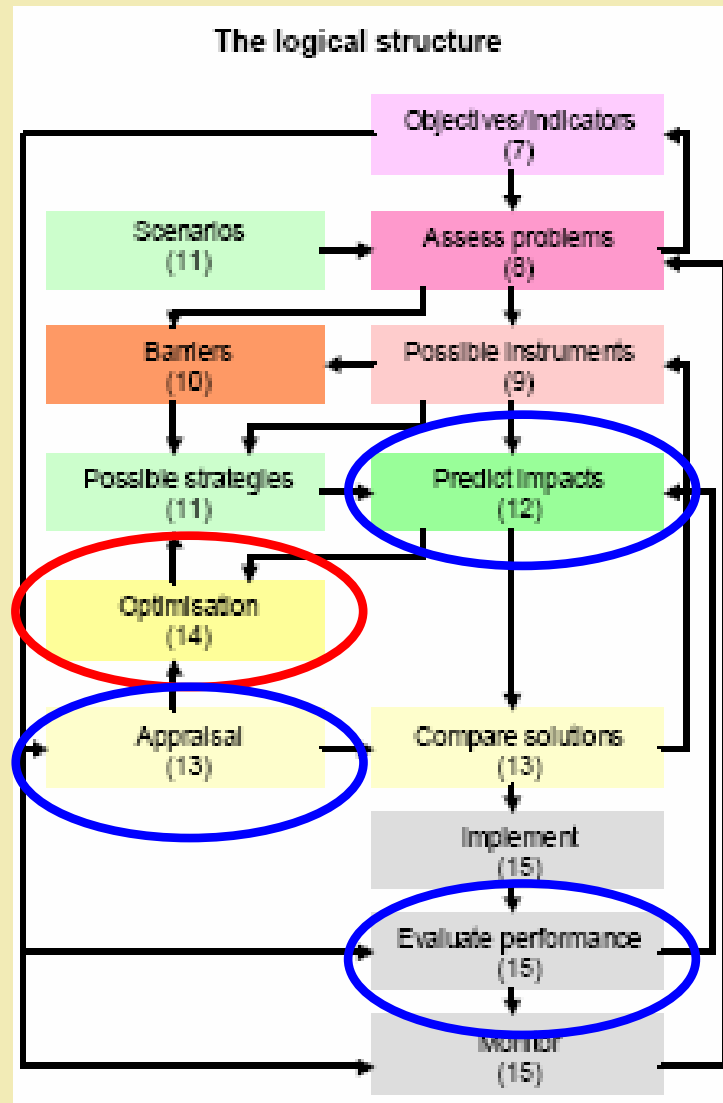 The logical structure
Objectives/Indicators
(7)
Scenarios
(11)
Assess problems
(8)
Barriers
(10)
Possible instruments
(9)
Possible strategies
(11)
Predict impacts
(12)
Optimisation
(14)
Appraisal
(13)
Compare solutions
(13)
Implement
(15)
Evaluate performance
(15)
Monitor
(15)